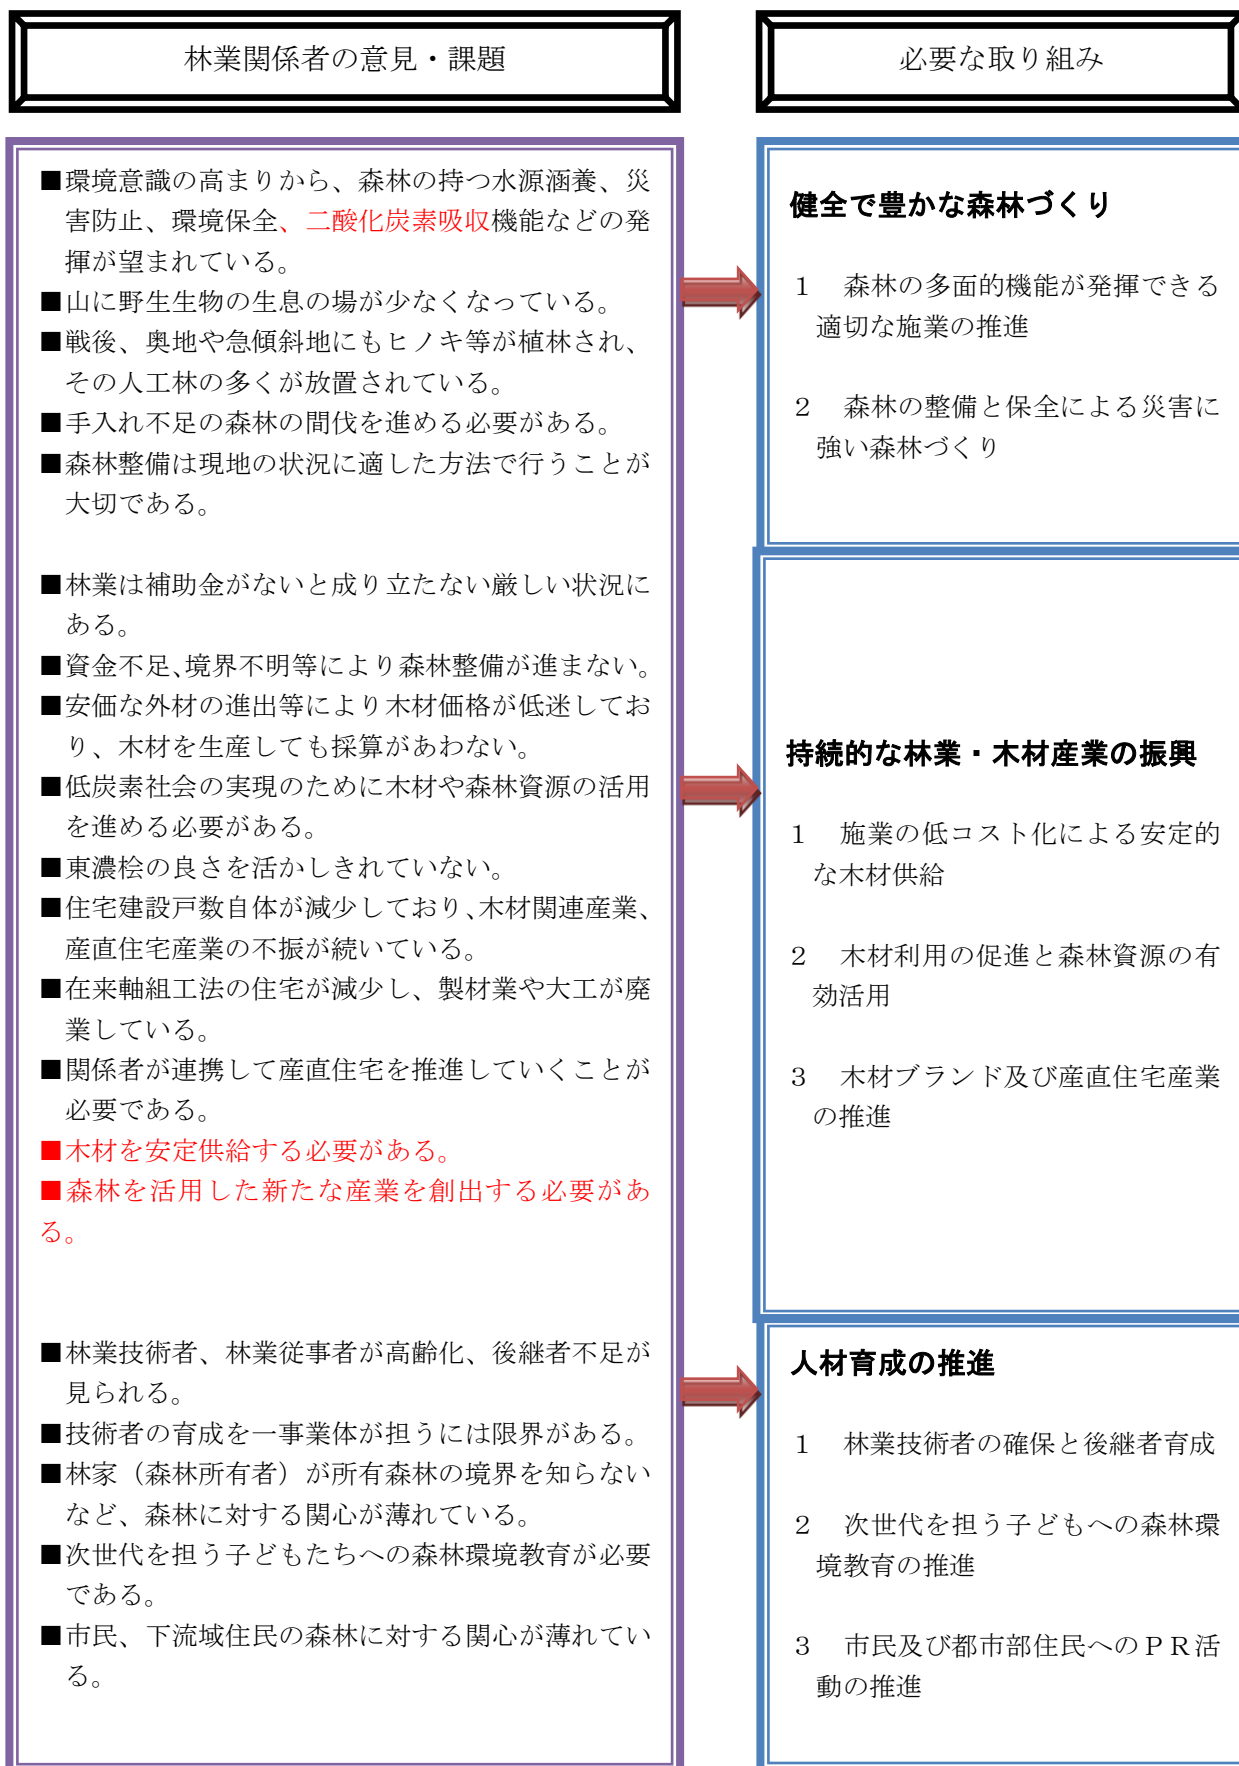 林業関係者の意見・課題
必要な取り組み
■環境意識の高まりから、森林の持つ水源涵養、災
害防止、環境保全、二酸化炭素吸収機能などの発
揮が望まれている。
■山に野生生物の生息の場が少なくなっている。
■戦後、奥地や急傾斜地にもヒノキ等が植林され、
その人工林の多くが放置されている。
■手入れ不足の森林の間伐を進める必要がある。
■森林整備は現地の状況に適した方法で行うことが
大切である。
■林業は補助金がないと成り立たない厳しい状況に
ある。
■資金不足、境界不明等により森林整備が進まない。
■安価な外材の進出等により木材価格が低迷してお
り、木材を生産しても採算があわない。
■低炭素社会の実現のために木材や森林資源の活用
を進める必要がある。
■東濃桧の良さを活かしきれていない。
■住宅建設戸数自体が減少しており、木材関連産業、
産直住宅産業の不振が続いている。
■在来軸組工法の住宅が減少し、製材業や大工が廃
業している。
■関係者が連携して産直住宅を推進していくことが
必要である。
■木材を安定供給する必要がある。
■森林を活用した新たな産業を創出する必要があ
る。
■林業技術者、林業従事者が高齢化、後継者不足が
見られる。
■技術者の育成を一事業体が担うには限界がある。
■林家（森林所有者）が所有森林の境界を知らない
など、森林に対する関心が薄れている。
■次世代を担う子どもたちへの森林環境教育が必要
である。
■市民、下流域住民の森林に対する関心が薄れてい
る。
健全で豊かな森林づくり
１　森林の多面的機能が発揮できる
適切な施業の推進
２　森林の整備と保全による災害に
強い森林づくり
持続的な林業・木材産業の振興
１　施業の低コスト化による安定的
な木材供給
２　木材利用の促進と森林資源の有
効活用
３　木材ブランド及び産直住宅産業
の推進
人材育成の推進
１　林業技術者の確保と後継者育成
２　次世代を担う子どもへの森林環
境教育の推進
３　市民及び都市部住民へのＰＲ活
動の推進